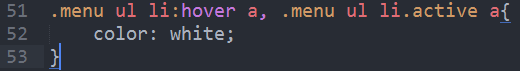 51 .menu ul li:hover a, .menu ul li.active a{
52     color: white;
53 }